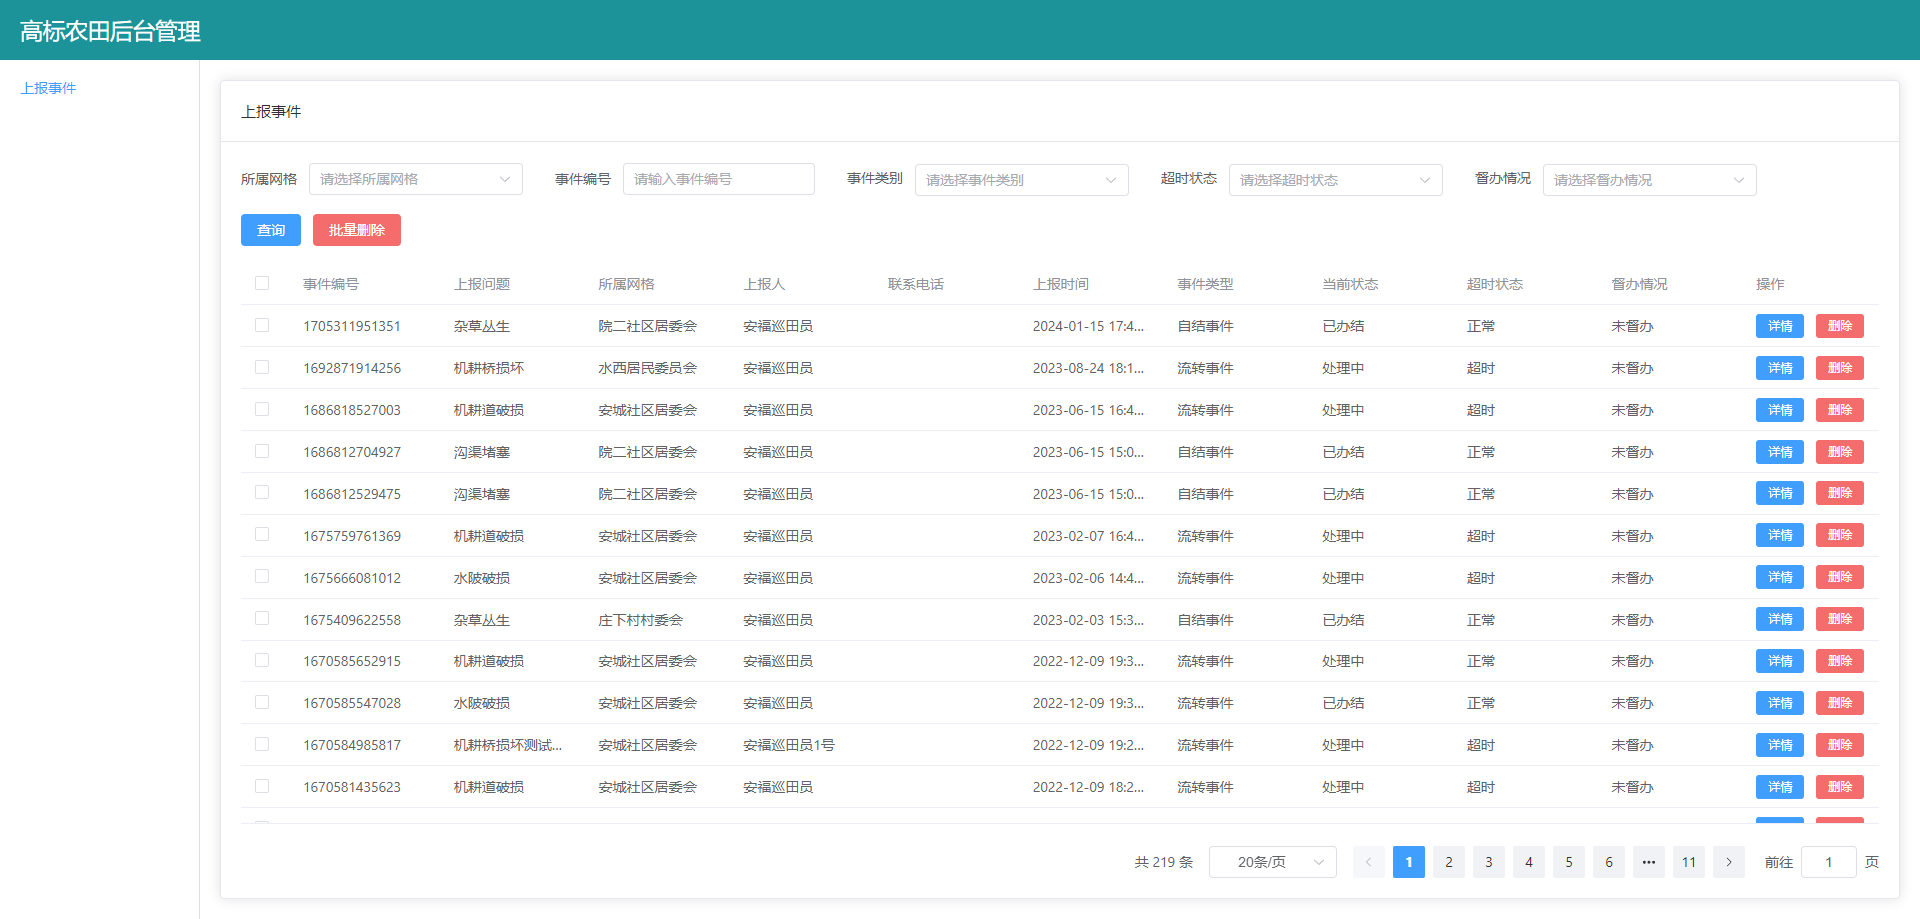 高标农田后台管理
上报事件
上报事件
所属网格 请选择所属网格 事件编号 请输入事件编号 事件类别 请选择事件类别 超时状态 请选择超时状态 督办情况 请选择督办情况
查询 批量删除
事件编号 上报问题 所属网格 上报人 联系电话 上报时间 事件类型 当前状态 超时状态 督办情况 操作
1705311951351 杂草丛生 院二社区居委会 安福巡田员 2024-01-15 17:4... 自结事件 已办结 正常 未督办 详情 删除
1692871914256 机耕桥损坏 水西居民委员会 安福巡田员 2023-08-24 18:1... 流转事件 处理中 超时 未督办 详情 删除
1686818527003 机耕道破损 安城社区居委会 安福巡田员 2023-06-15 16:4... 流转事件 处理中 超时 未督办 详情 删除
1686812704927 沟渠堵塞 院二社区居委会 安福巡田员 2023-06-15 15:0... 自结事件 已办结 正常 未督办 详情 删除
1686812529475 沟渠堵塞 院二社区居委会 安福巡田员 2023-06-15 15:0... 自结事件 已办结 正常 未督办 详情 删除
1675759761369 机耕道破损 安城社区居委会 安福巡田员 2023-02-07 16:4... 流转事件 处理中 超时 未督办 详情 删除
1675666081012 水陂破损 安城社区居委会 安福巡田员 2023-02-06 14:4... 流转事件 处理中 超时 未督办 详情 删除
1675409622558 杂草丛生 庄下村村委会 安福巡田员 2023-02-03 15:3... 自结事件 已办结 正常 未督办 详情 删除
1670585652915 机耕道破损 安城社区居委会 安福巡田员 2022-12-09 19:3... 流转事件 处理中 正常 未督办 详情 删除
1670585547028 水陂破损 安城社区居委会 安福巡田员 2022-12-09 19:3... 流转事件 已办结 正常 未督办 详情 删除
1670584985817 机耕桥损坏测试... 安城社区居委会 安福巡田员1号 2022-12-09 19:2... 流转事件 处理中 超时 未督办 详情 删除
1670581435623 机耕道破损 安城社区居委会 安福巡田员 2022-12-09 18:2... 流转事件 处理中 超时 未督办 详情 删除
共 219 条 20条/页 1 2 3 4 5 6 ••• 11 前往 1 页